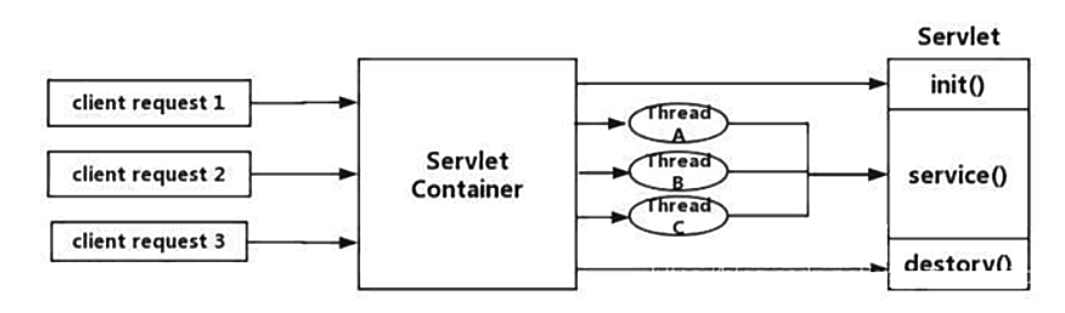 Servlet
client request 1
client request 2
client request 3
Servlet
Container
Thread
A
Thread
B
Thread
C
init()
service()
destory()